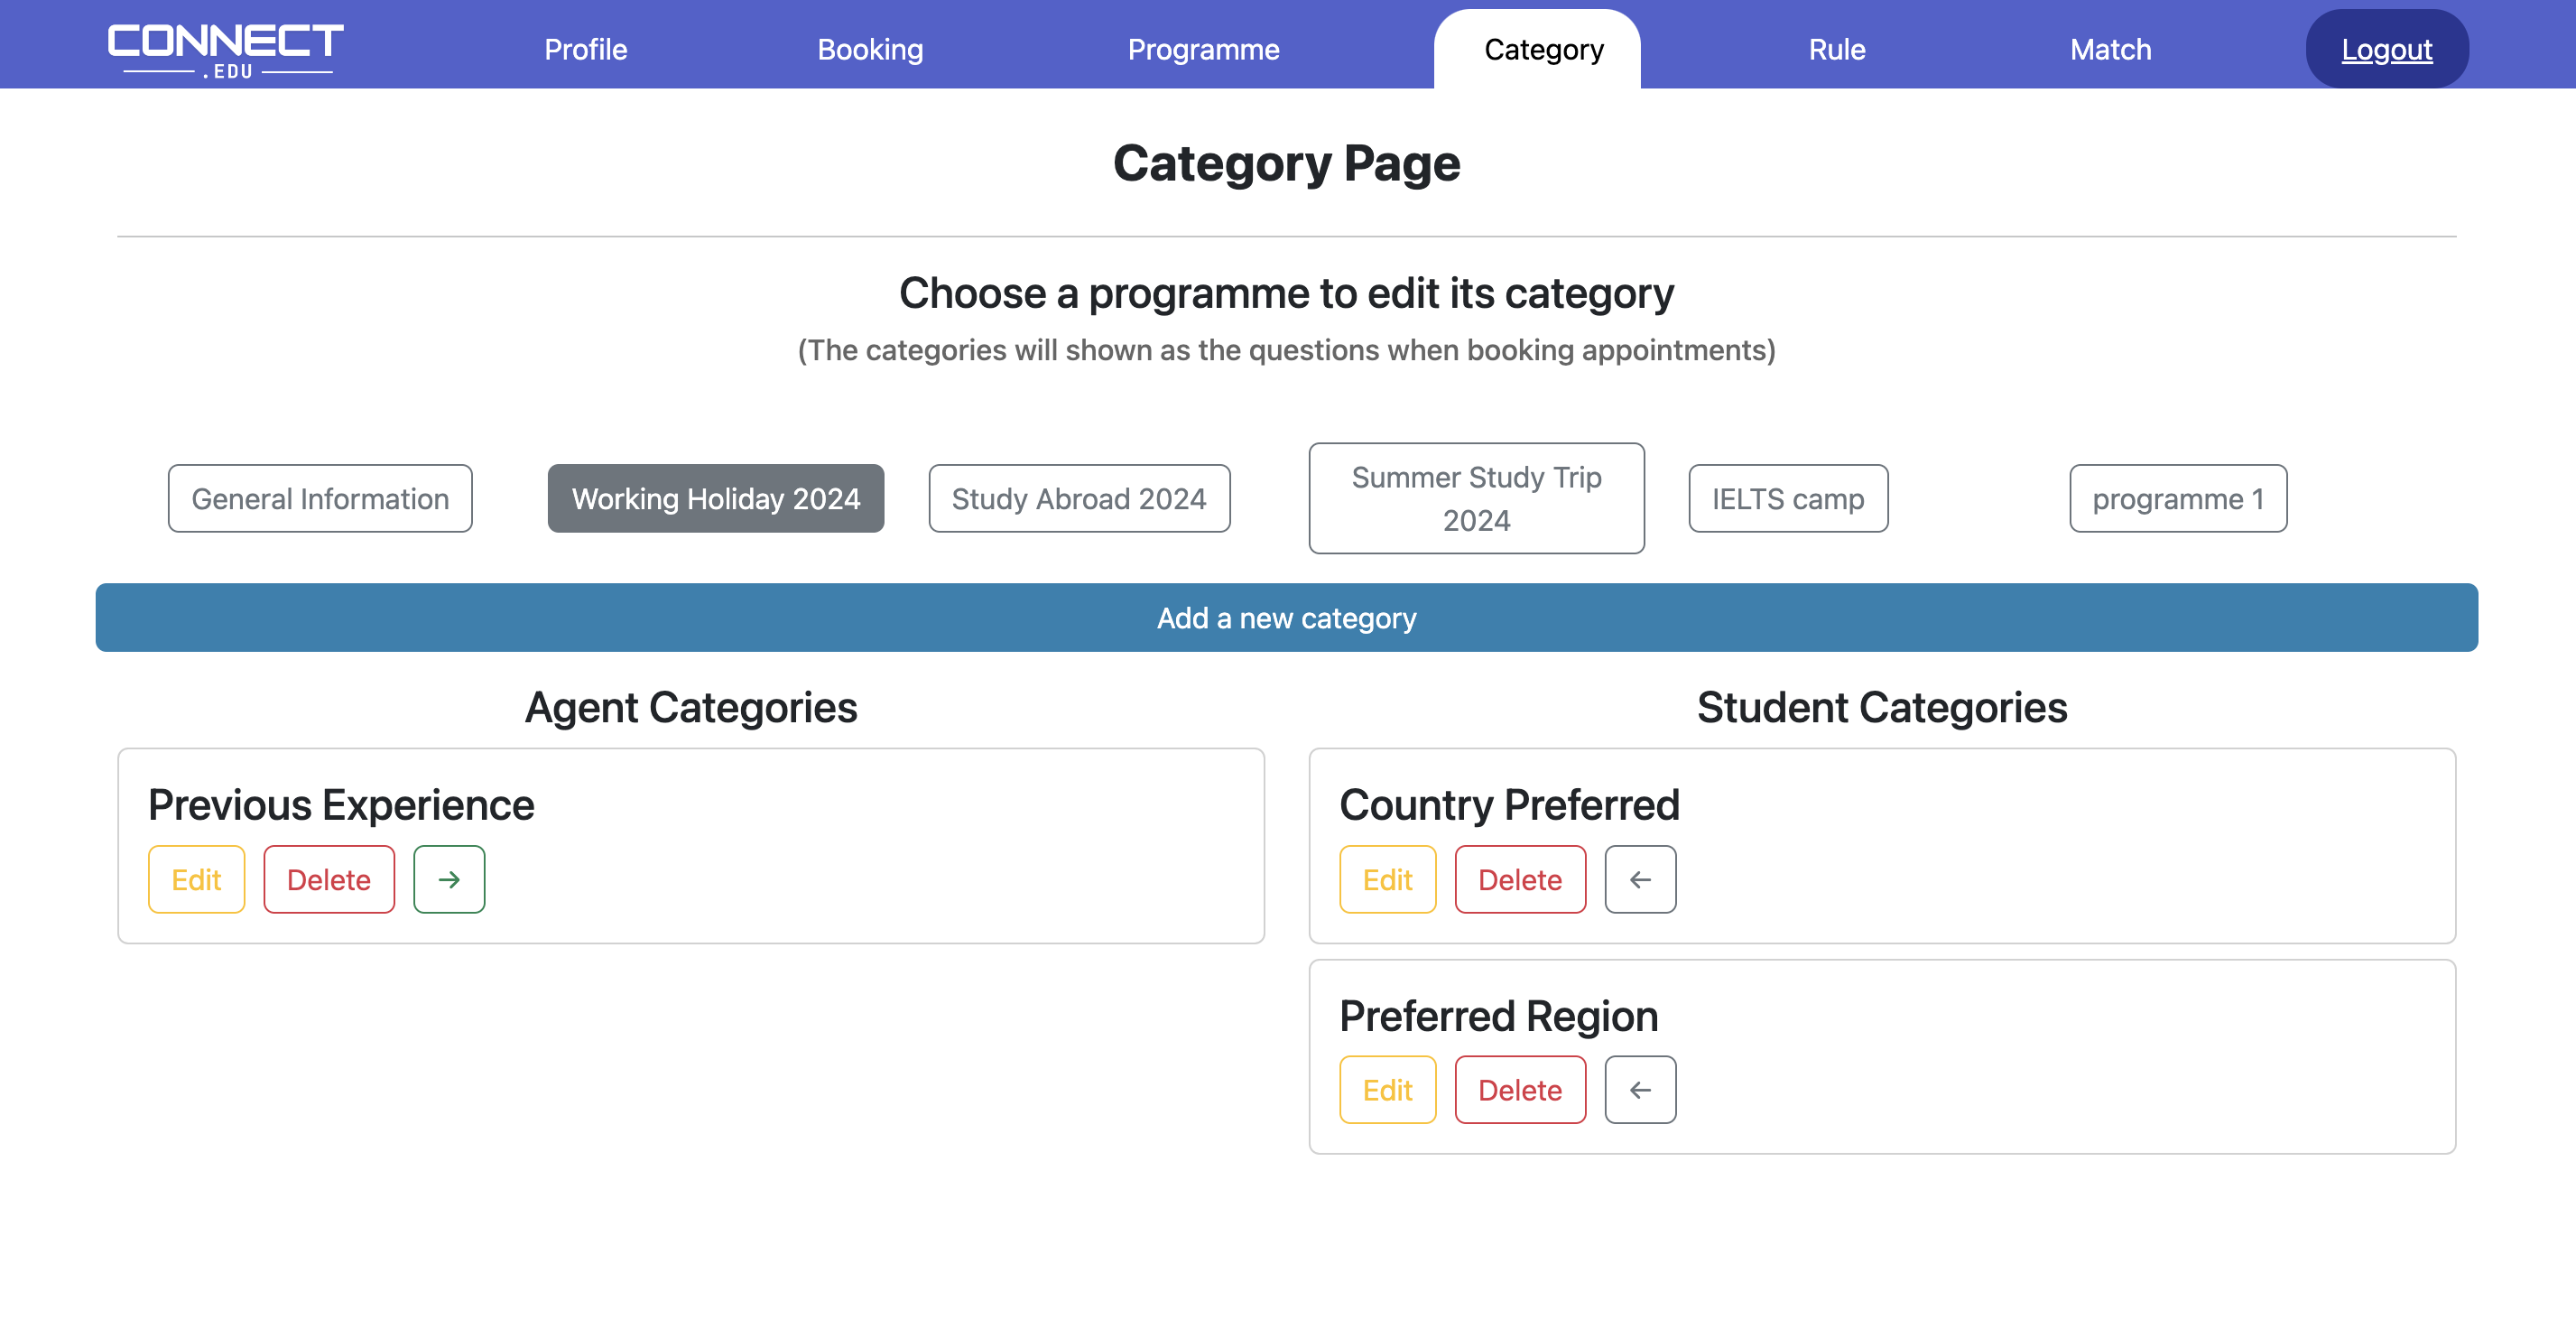 CONNECT
.EDU
Profile
Booking
Programme
Category
Rule
Match
Logout
Category Page
Choose a programme to edit its category
(The categories will shown as the questions when booking appointments)
General Information
Working Holiday 2024
Study Abroad 2024
Summer Study Trip
2024
IELTS camp
programme 1
Add a new category
Agent Categories
Previous Experience
Edit
Delete
→
Student Categories
Country Preferred
Edit
Delete
←
Preferred Region
Edit
Delete
←